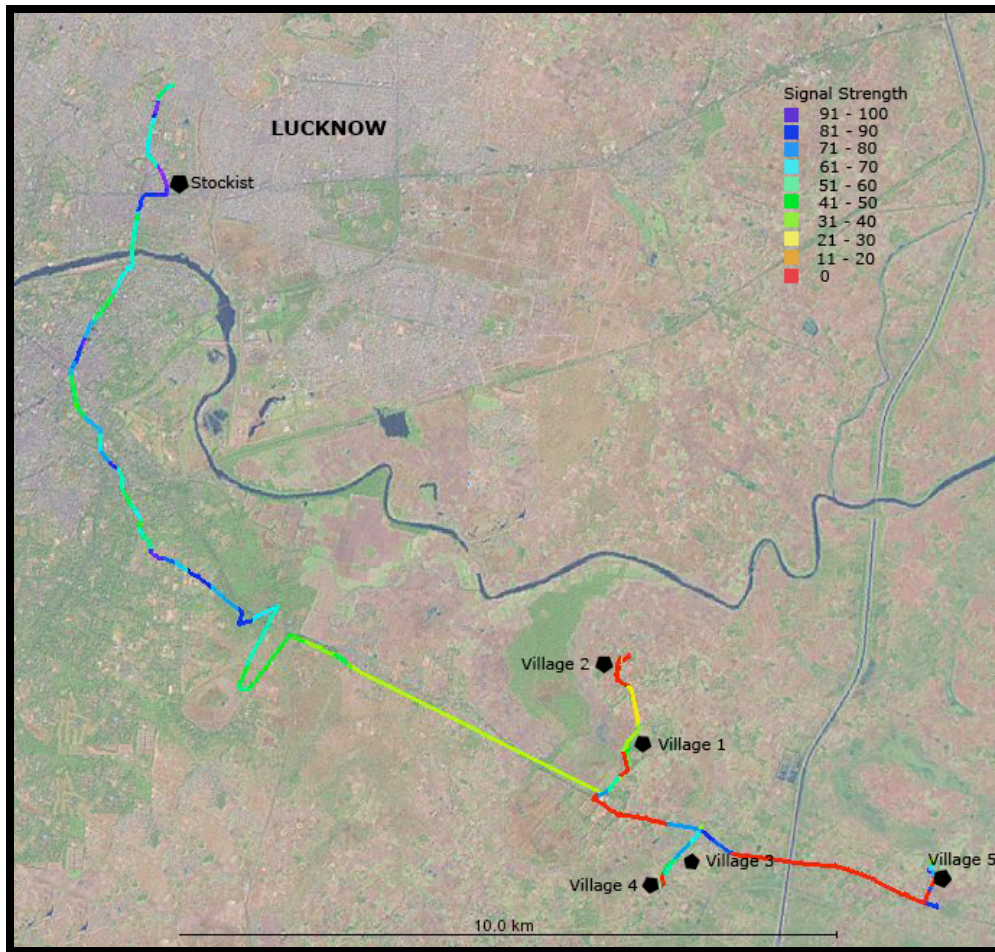 LUCKNOW
Signal Strength
91 - 100
81 - 90
71 - 80
61 - 70
51 - 60
41 - 50
31 - 40
21 - 30
11 - 20
0
Stockist
Village 2
Village 1
Village 3
Village 5
Village 4
10.0 km